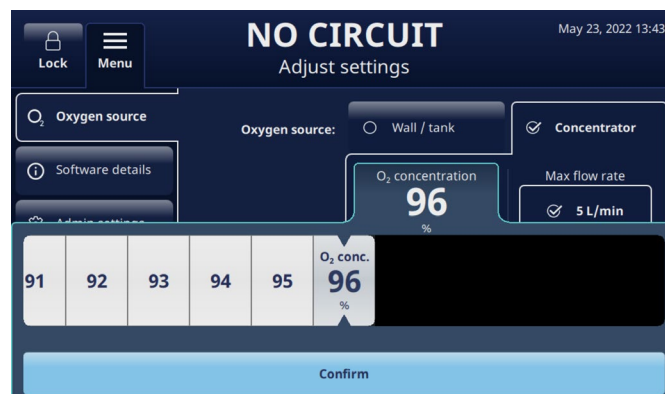 NO CIRCUIT
May 23, 2022 13:43
Lock
Menu
Adjust settings
O2 Oxygen source
Oxygen source:
Wall / tank
Concentrator
Software details
O2 concentration
96
%
Max flow rate
5 L/min
Admin settings
91 92 93 94 95
O2 conc.
96
%
Confirm